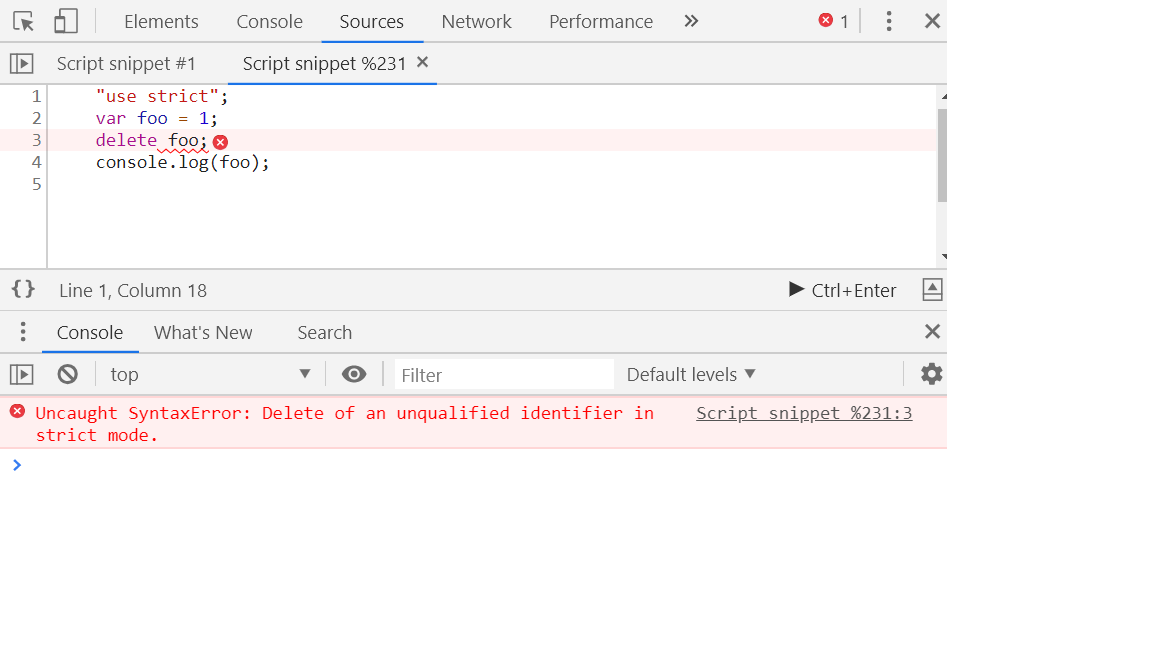 Elements Console Sources Network Performance » 1
Script snippet #1 Script snippet %231
1 "use strict";
2 var foo = 1;
3 delete foo;
4 console.log(foo);
5
{} Line 1, Column 18 Ctrl+Enter
Console What's New Search
top Filter Default levels
Uncaught SyntaxError: Delete of an unqualified identifier in Script snippet %231:3
strict mode.